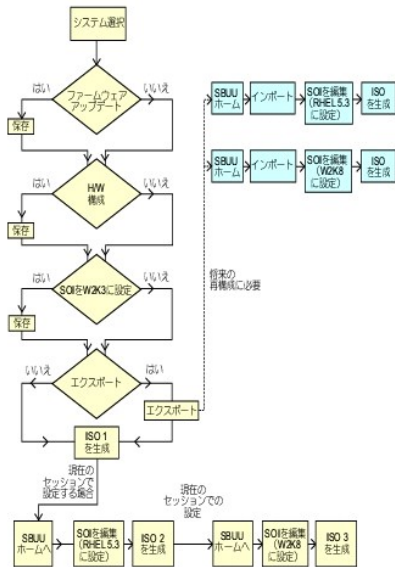 システム選択
はい
いいえ
ファームウェア
アップデート
保存
はい
いいえ
H/W
構成
保存
はい
いいえ
SOIをW2K3に設定
保存
いいえ
はい
エクスポート
エクスポート
ISO 1
を生成
SBUU
ホーム
インポート
SOIを編集
(RHEL5.3
に設定)
ISO
を生成
SBUU
ホーム
インポート
SOIを編集
(W2K8
に設定)
ISO
を生成
将来の
再構成に必要
現在の
セッションで
設定する場合
SBUU
ホームへ
SOIを編集
(RHEL5.3
に設定)
ISO 2
を生成
現在の
セッションでの
設定
SBUU
ホームへ
SOIを編集
(W2K8
に設定)
ISO 3
を生成